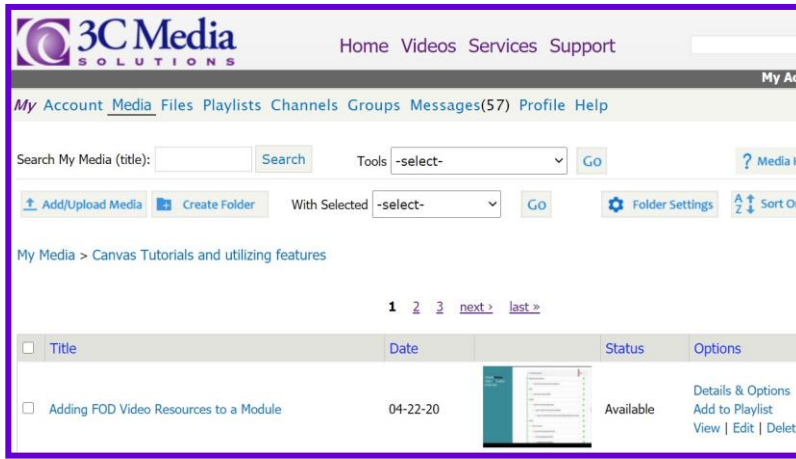 3C Media
SOLUTIONS
Home Videos Services Support
My
My Account Media Files Playlists Channels Groups Messages(57) Profile Help
Search My Media (title): Search Tools -select- Go ? Media
Add/Upload Media Create Folder With Selected -select- Go Folder Settings A Z Sort
My Media > Canvas Tutorials and utilizing features
1 2 3 next › last »
Title Date Status Options
Details & Options
Adding FOD Video Resources to a Module 04-22-20 Available Add to Playlist
View | Edit | Delet